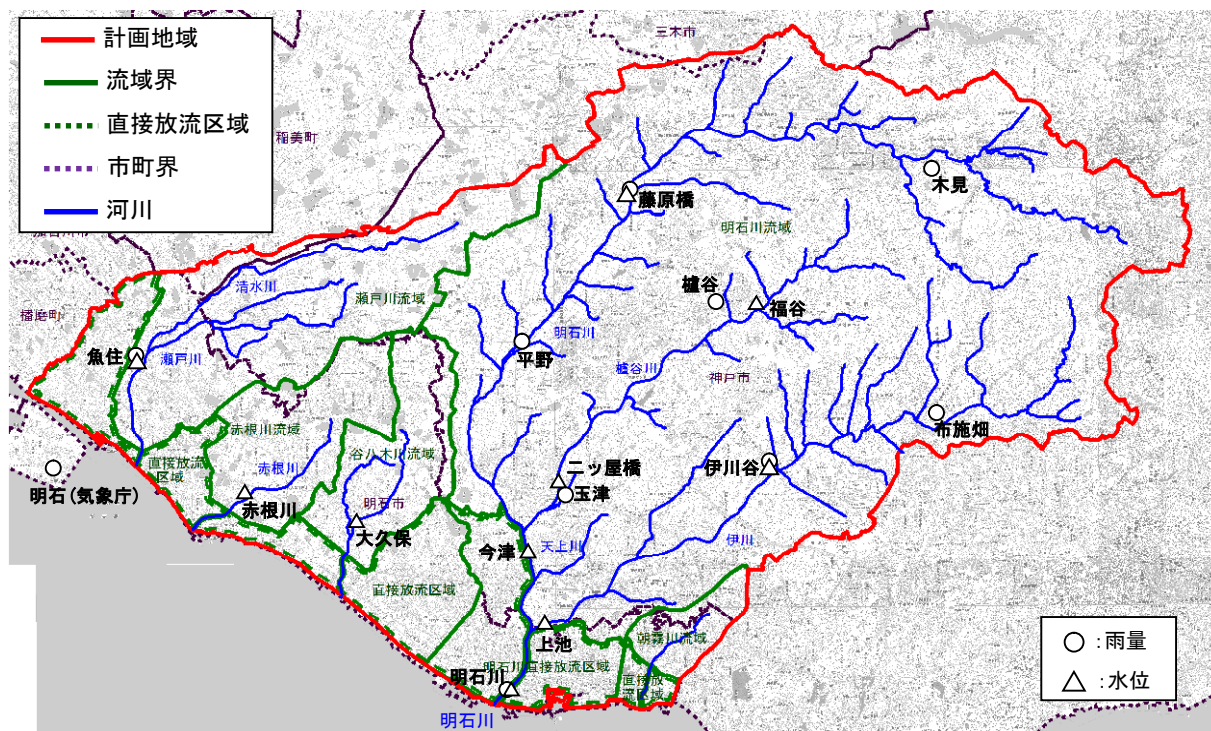 計画地域
流域界
直接放流区域
市町界
河川
三木市
稲美町
木見
藤原橋
明石川流域
清水川
瀬戸川流域
櫨谷
福谷
播磨町
魚住
瀬戸川
明石川
平野
櫨谷川
神戸市
布施畑
赤根川流域
谷八木川流域
直接放流
区域
赤根川
二ッ屋橋
伊川谷
明石(気象庁)
赤根川
明石市
玉津
大久保
今津
天上川
伊川
直接放流区域
上池
朝霧川流域
明石川直接放流区域
明石川
直接放
流区域
明石川
:雨量
:水位